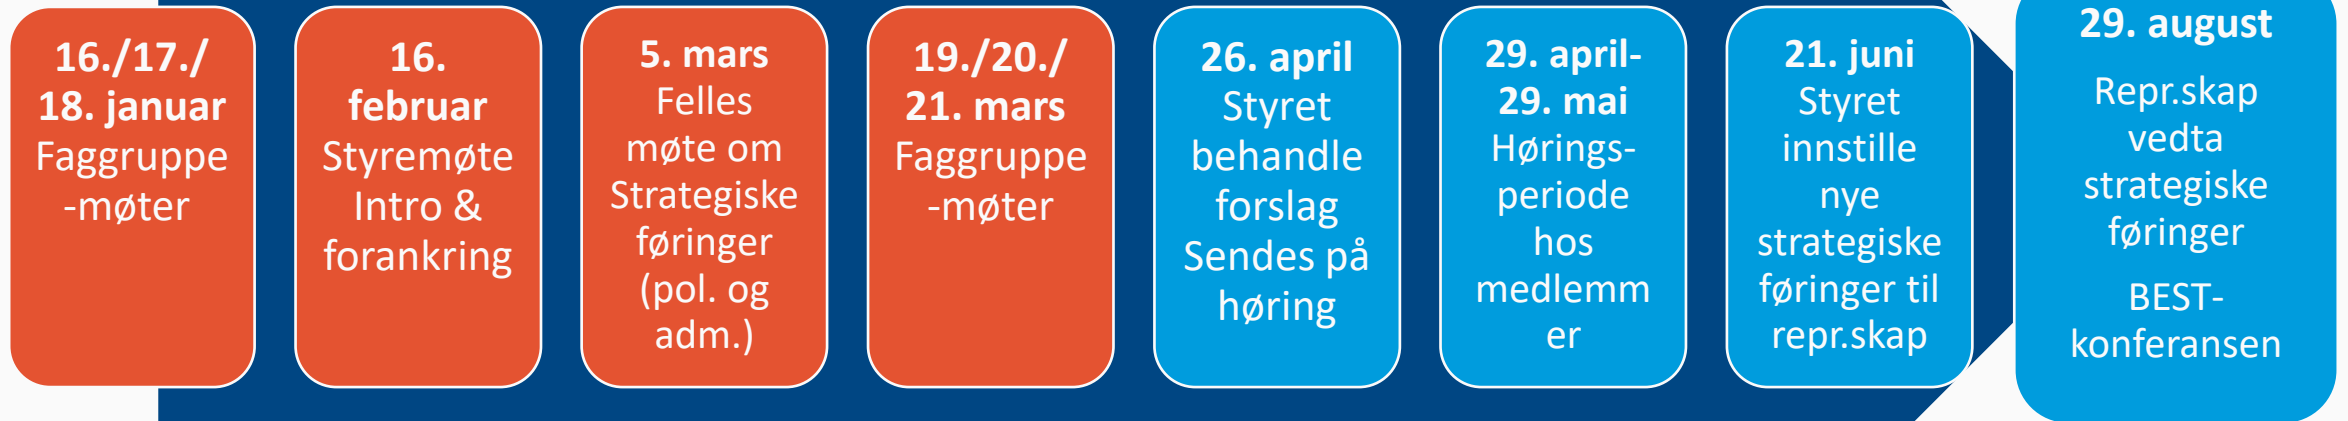 16./17./
18. januar
Faggruppe
-møter
16.
februar
Styremøte
Intro &
forankring
5. mars
Felles
møte om
Strategiske
føringer
(pol. og
adm.)
19./20./
21. mars
Faggruppe
-møter
26. april
Styret
behandle
forslag
Sendes på
høring
29. april-
29. mai
Hørings-
periode
hos
medlemm
er
21. juni
Styret
innstille
nye
strategiske
føringer til
repr.skap
29. august
Repr.skap
vedta
strategiske
føringer
BEST-
konferansen